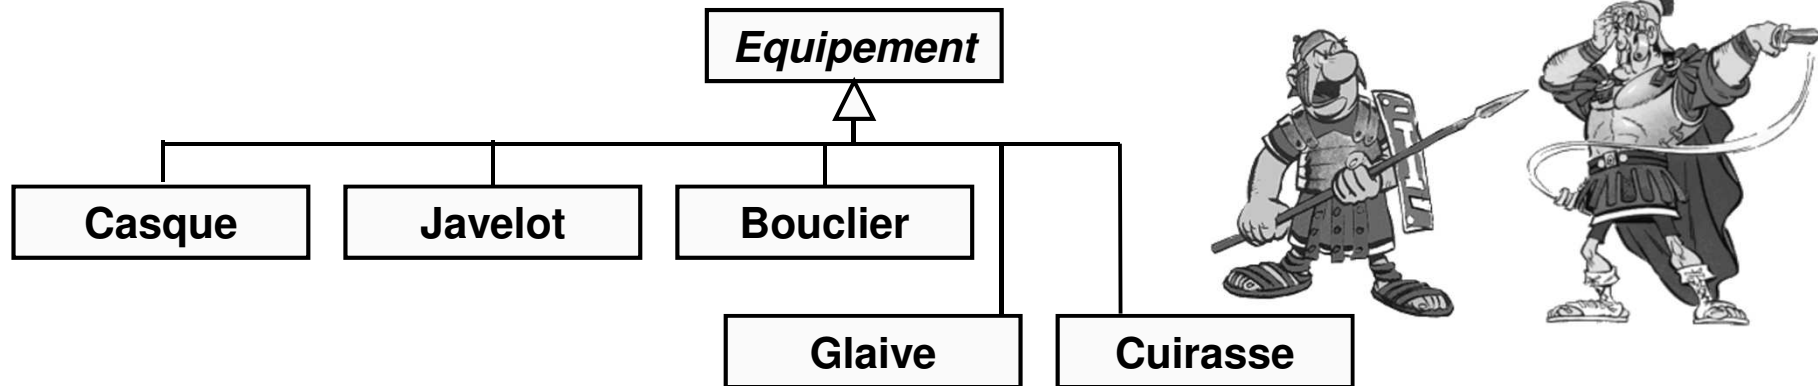 Equipement
Casque
Javelot
Bouclier
Glaive
Cuirasse